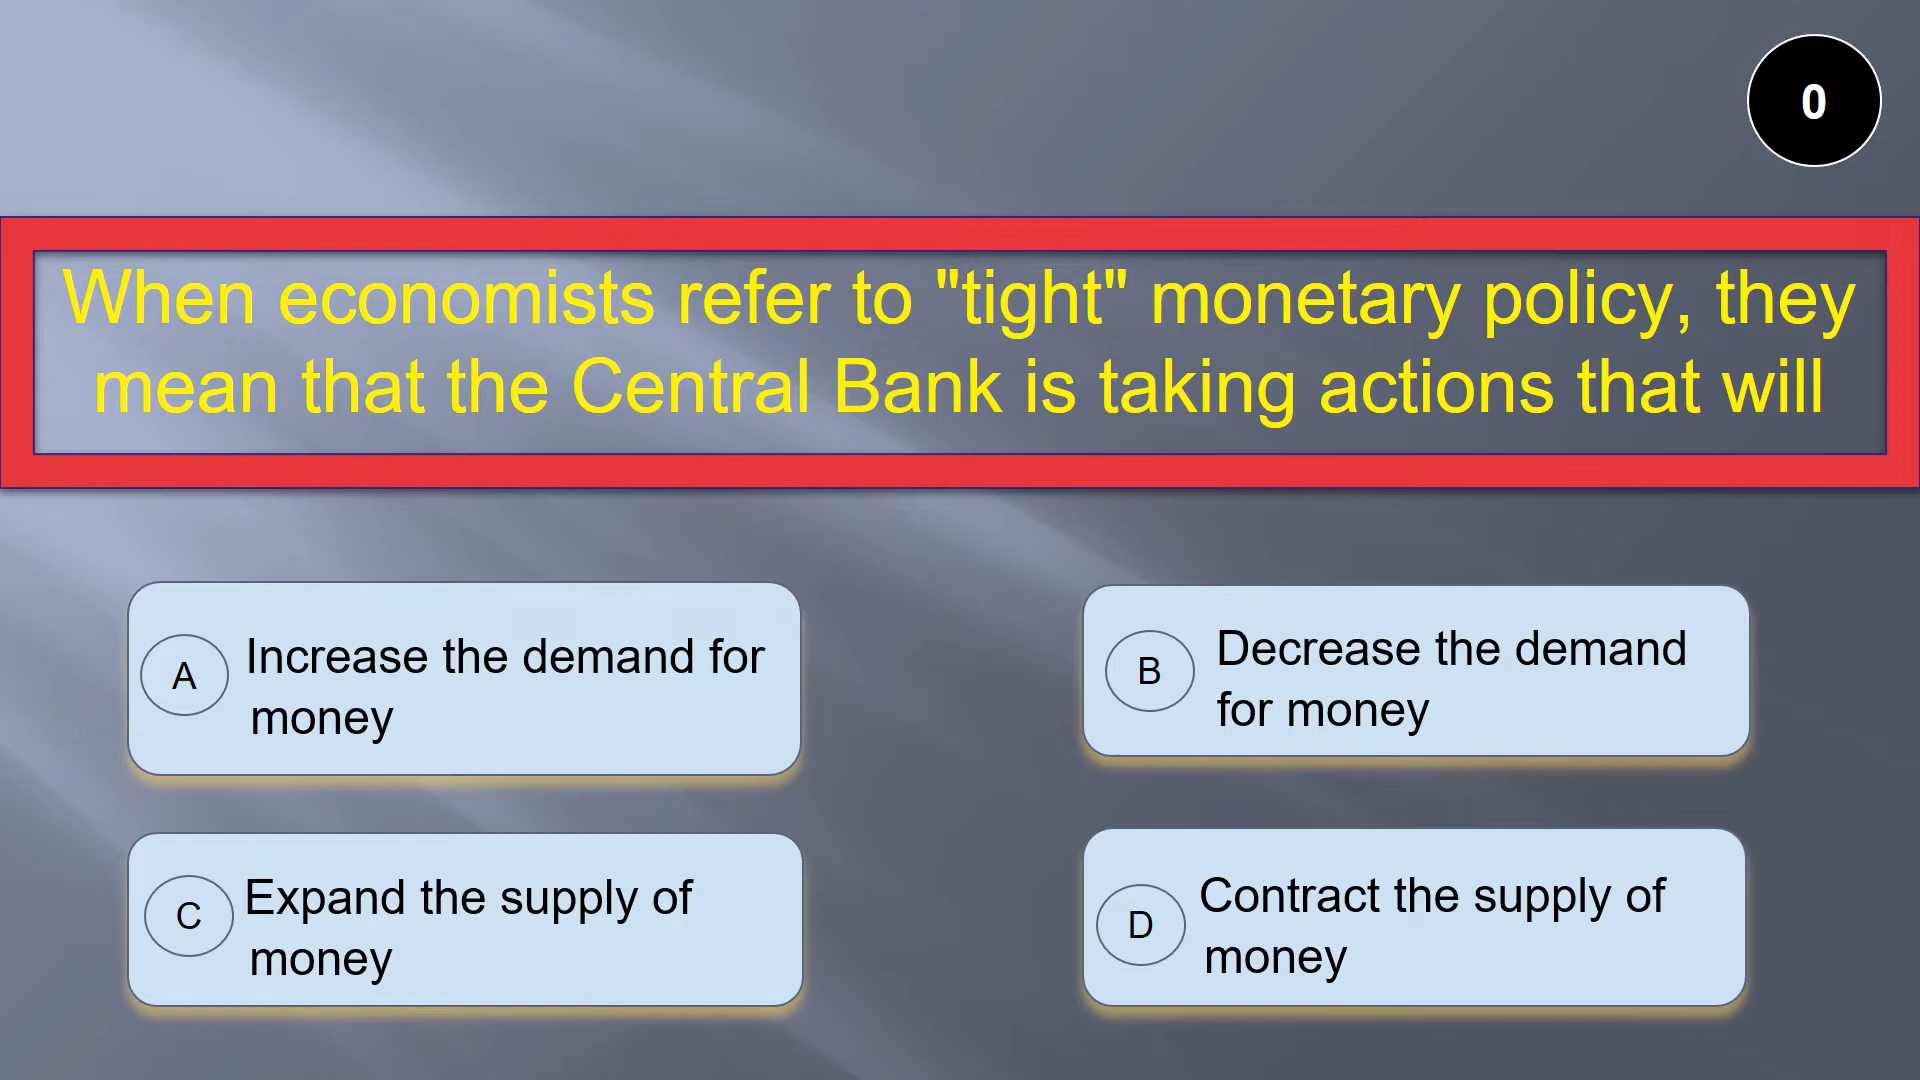 0
When economists refer to "tight" monetary policy, they
mean that the Central Bank is taking actions that will
A
Increase the demand for
money
B
Decrease the demand
for money
C
Expand the supply of
money
D
Contract the supply of
money